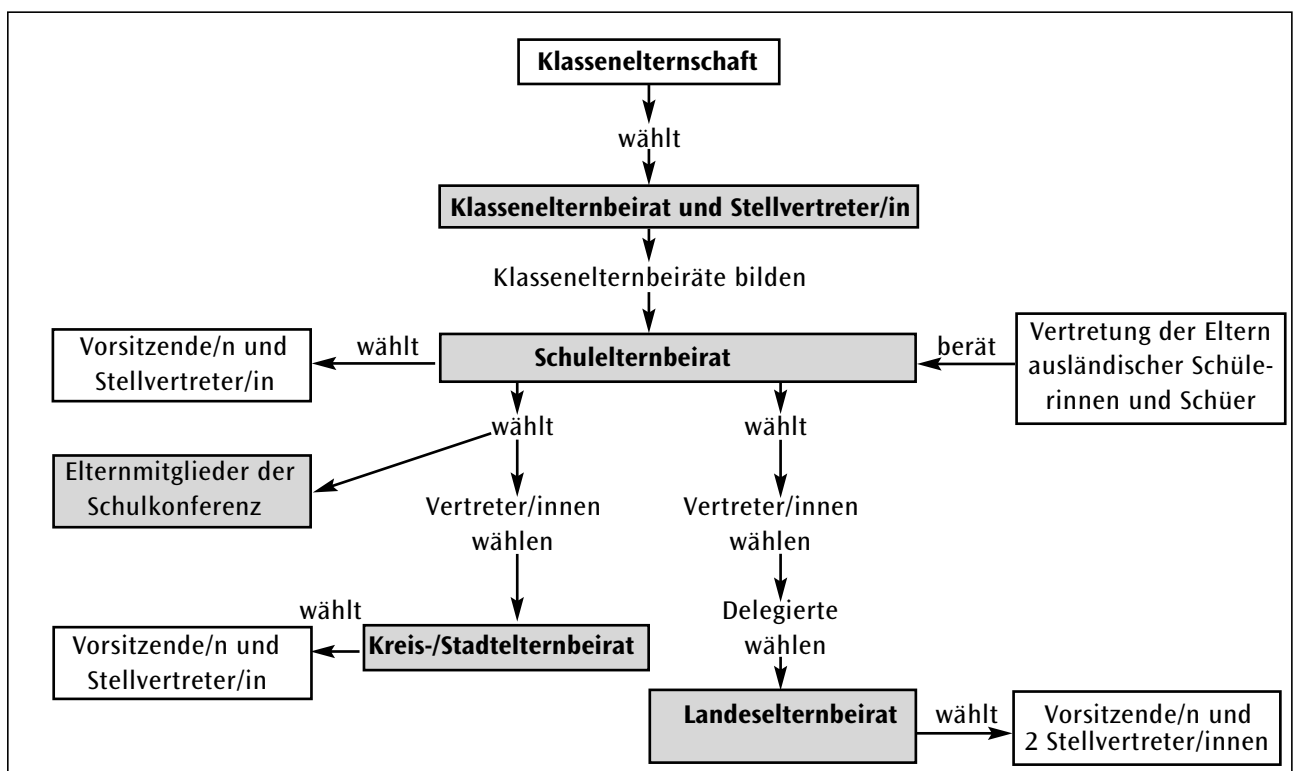 Klassenelternschaft
wählt
Klassenelternbeirat und Stellvertreter/in
Klassenelternbeiräte bilden
Vorsitzende/n und
Stellvertreter/in
wählt
Schulelternbeirat
berät
Vertretung der Eltern
ausländischer Schüle-
rinnen und Schüer
wählt
wählt
Elternmitglieder der
Schulkonferenz
Vertreter/innen
wählen
Vertreter/innen
wählen
Delegierte
wählen
wählt
Vorsitzende/n und
Stellvertreter/in
Kreis-/Stadtelternbeirat
Landeselternbeirat
wählt
Vorsitzende/n und
2 Stellvertreter/innen